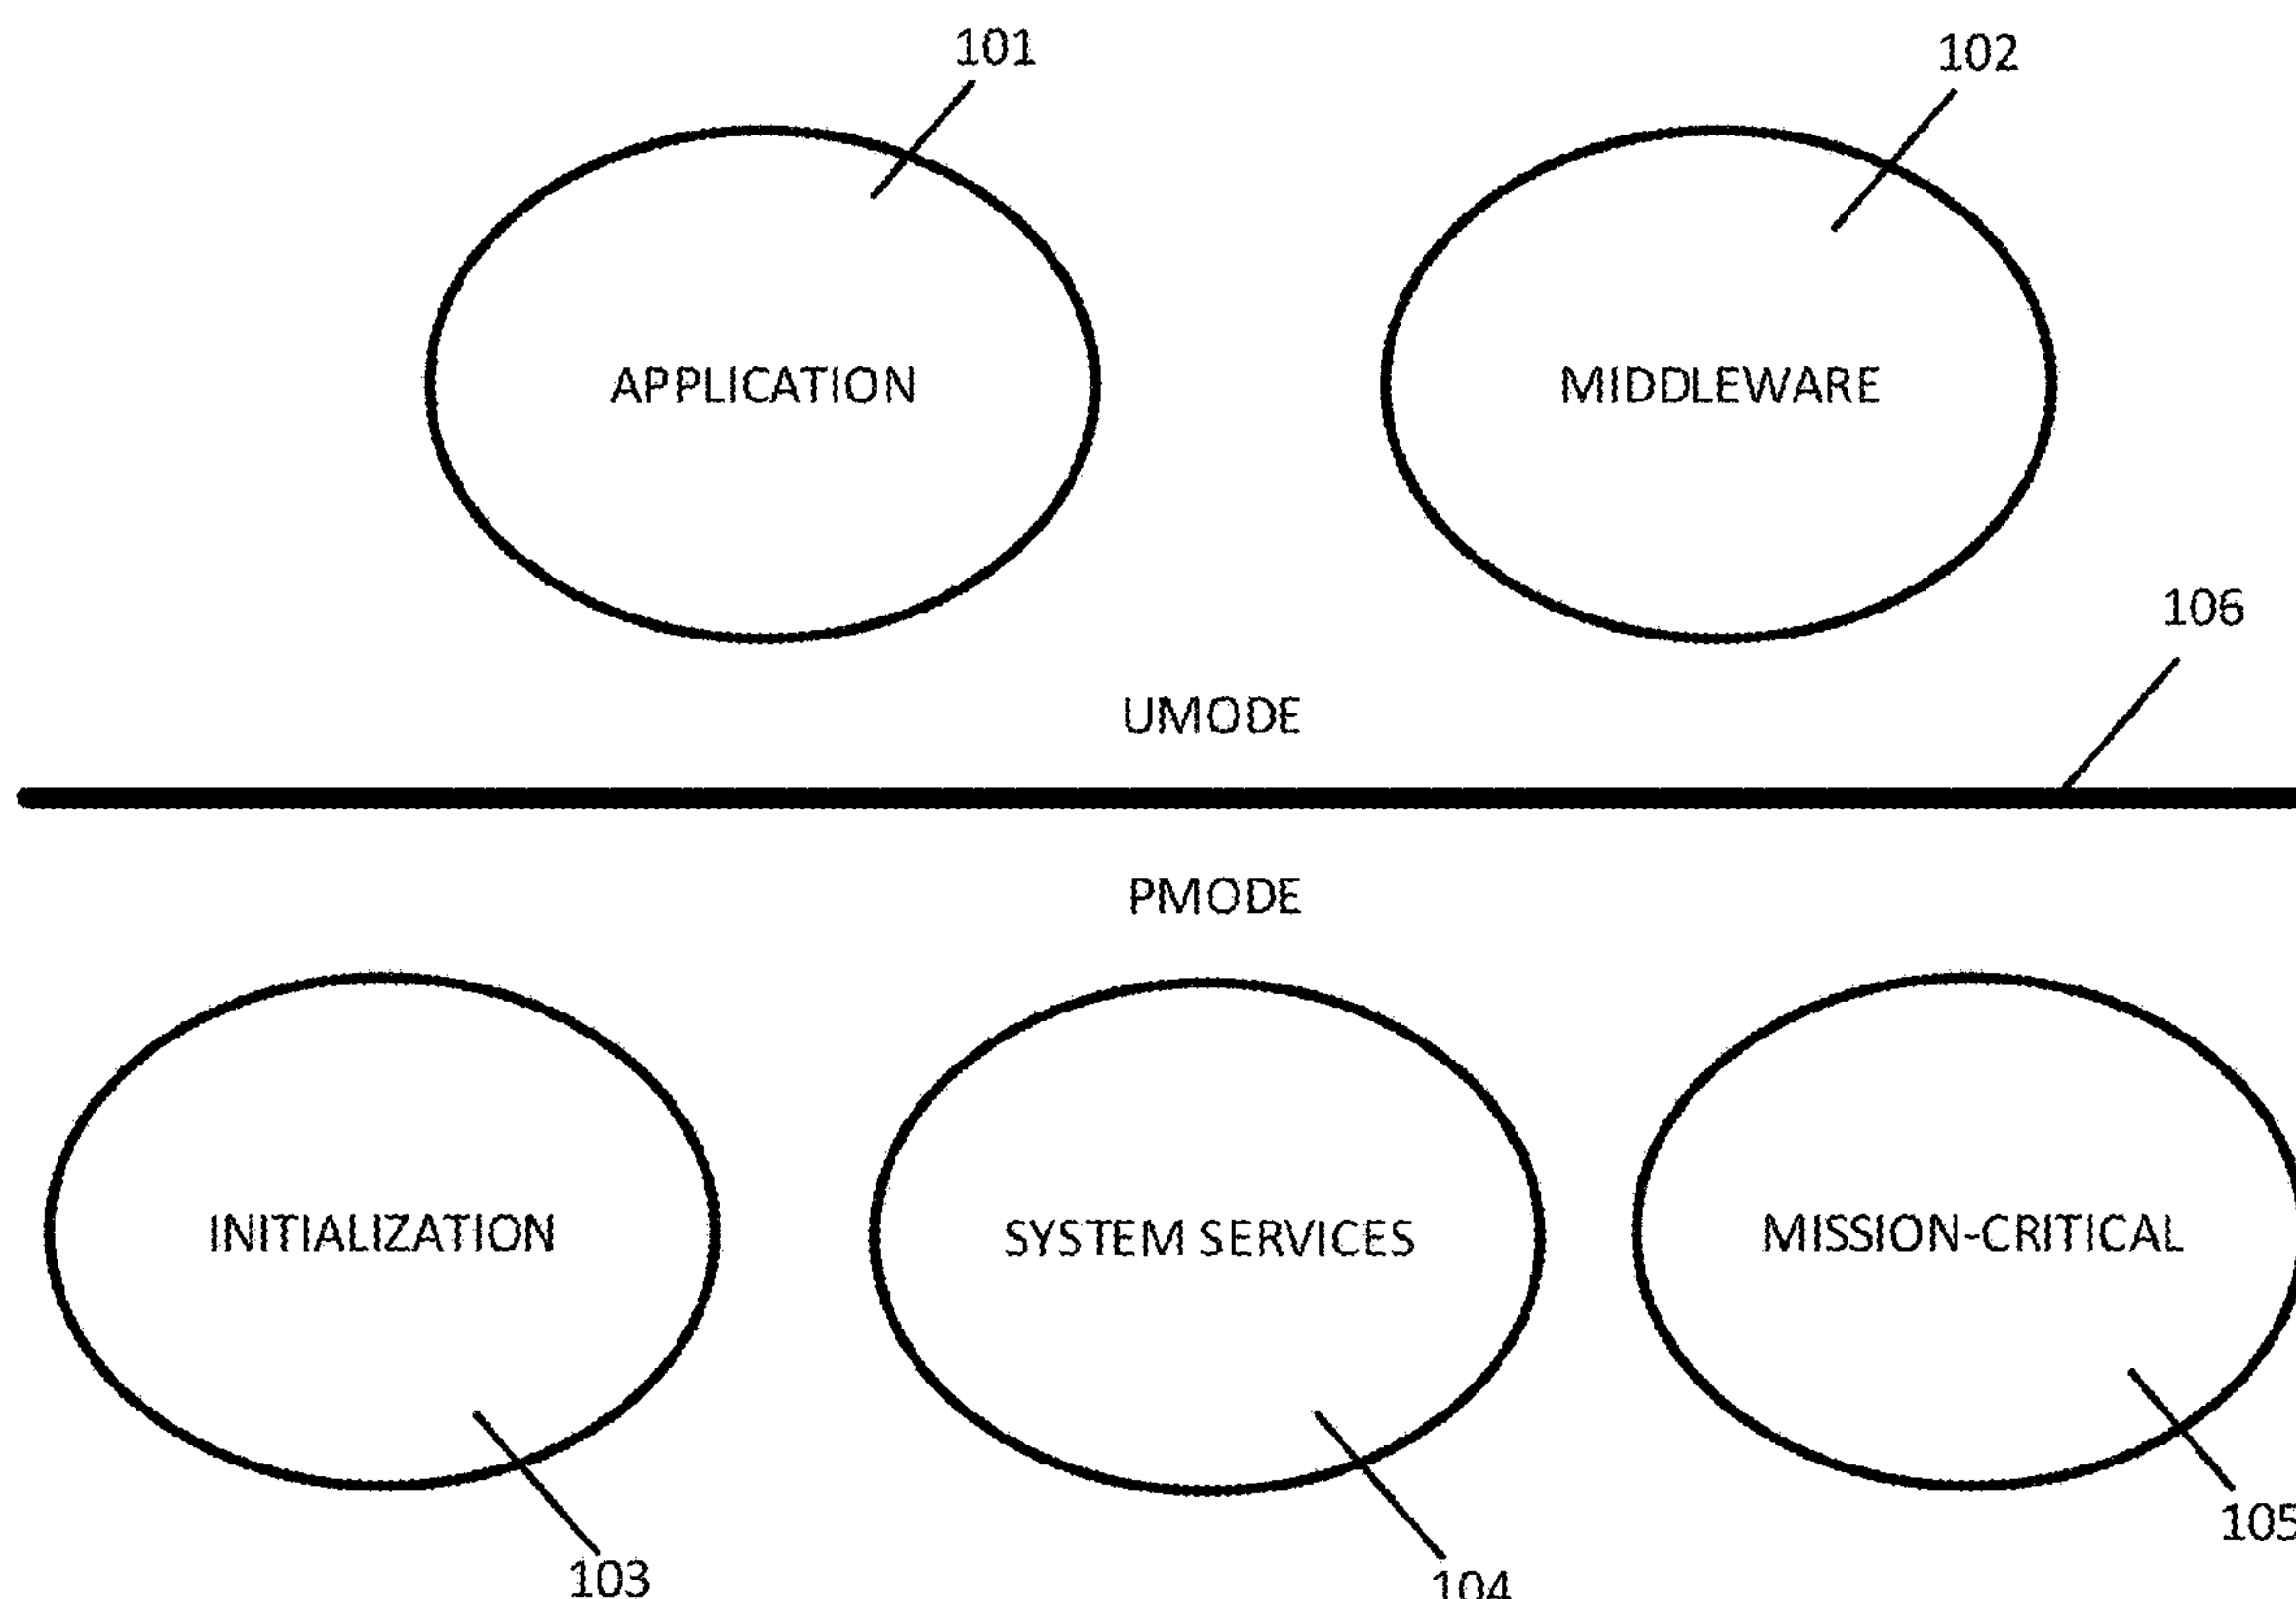 101
102
APPLICATION
MIDDLEWARE
106
UMODE
PMODE
INITIALIZATION
SYSTEM SERVICES
MISSION-CRITICAL
103
104
105